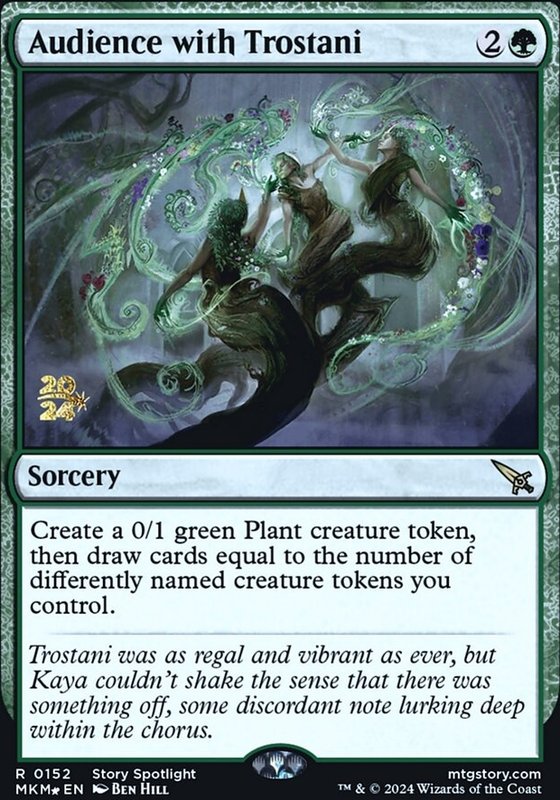 Audience with Trostani 2
20
24
Sorcery
Create a 0/1 green Plant creature token,
then draw cards equal to the number of
differently named creature tokens you
control.
Trostani was as regal and vibrant as ever, but
Kaya couldn't shake the sense that there was
something off, some discordant note lurking deep
within the chorus.
R 0152 Story Spotlight mtgstory.com
MKM★EN Ben Hill ™ & © 2024 Wizards of the Coast